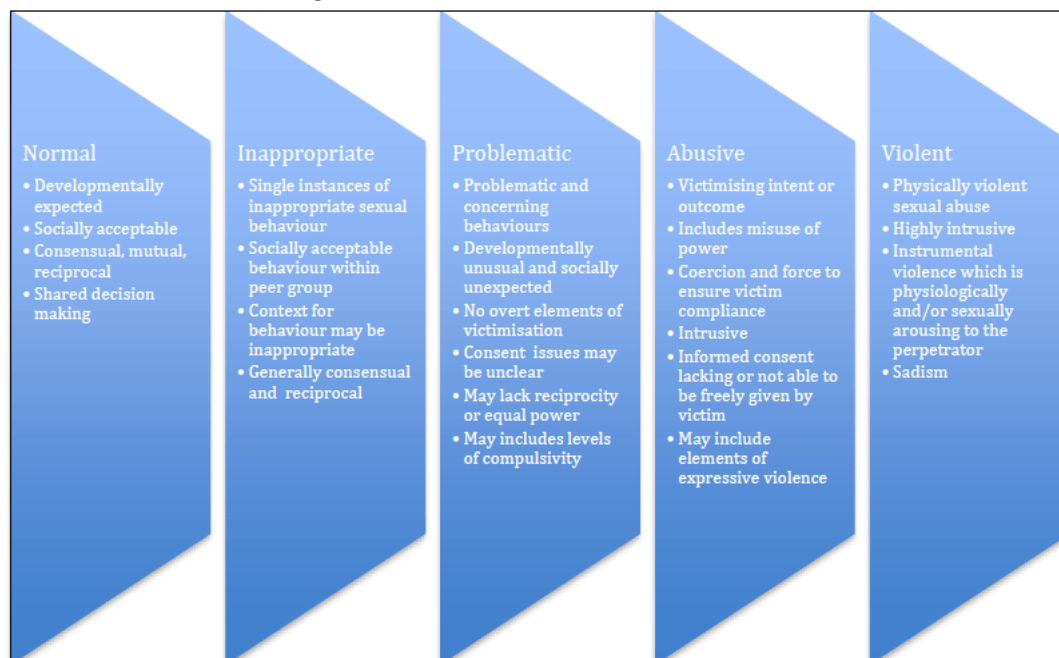 Normal
• Developmentally
expected
• Socially acceptable
• Consensual, mutual,
reciprocal
• Shared decision
making
Inappropriate
• Single instances of
inappropriate sexual
behaviour
• Socially acceptable
behaviour within
peer group
• Context for
behaviour may be
inappropriate
• Generally consensual
and reciprocal
Problematic
• Problematic and
concerning
behaviours
• Developmentally
unusual and socially
unexpected
• No overt elements of
victimisation
• Consent issues may
be unclear
• May lack reciprocity
or equal power
• May includes levels
of compulsivity
Abusive
• Victimising intent or
outcome
• Includes misuse of
power
• Coercion and force to
ensure victim
compliance
• Intrusive
• Informed consent
lacking or not able to
be freely given by
victim
• May include
elements of
expressive violence
Violent
• Physically violent
sexual abuse
• Highly intrusive
• Instrumental
violence which is
physiologically
and/or sexually
arousing to the
perpetrator
• Sadism